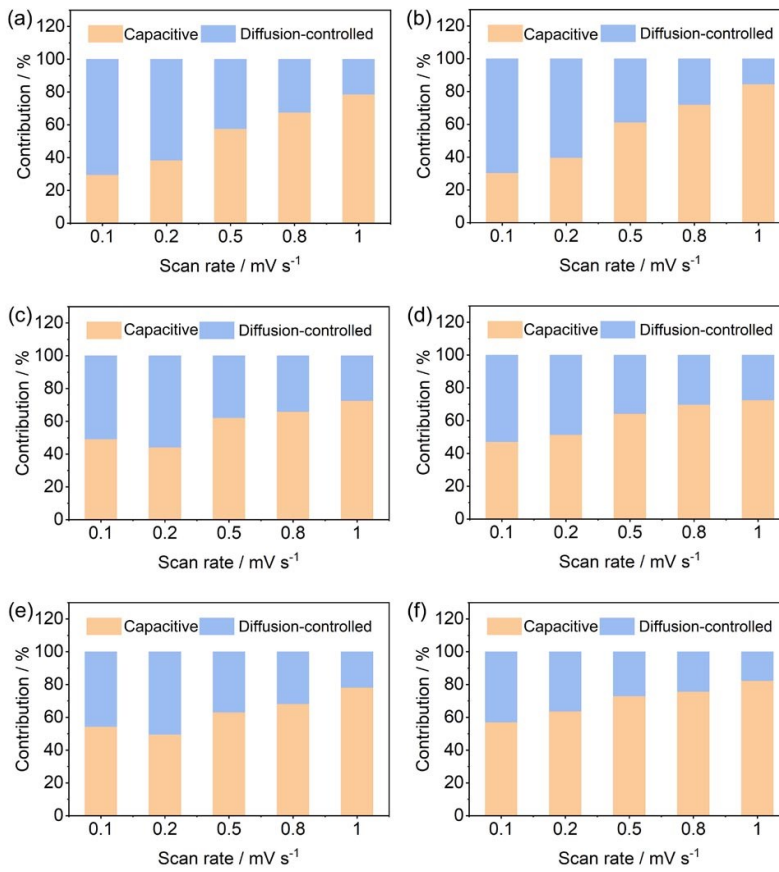 (a)
Capacitive Diffusion-controlled
Contribution / %
120
100
80
60
40
20
0
0.1 0.2 0.5 0.8 1
Scan rate / mV s⁻¹
(b)
Capacitive Diffusion-controlled
Contribution / %
120
100
80
60
40
20
0
0.1 0.2 0.5 0.8 1
Scan rate / mV s⁻¹
(c)
Capacitive Diffusion-controlled
Contribution / %
120
100
80
60
40
20
0
0.1 0.2 0.5 0.8 1
Scan rate / mV s⁻¹
(d)
Capacitive Diffusion-controlled
Contribution / %
120
100
80
60
40
20
0
0.1 0.2 0.5 0.8 1
Scan rate / mV s⁻¹
(e)
Capacitive Diffusion-controlled
Contribution / %
120
100
80
60
40
20
0
0.1 0.2 0.5 0.8 1
Scan rate / mV s⁻¹
(f)
Capacitive Diffusion-controlled
Contribution / %
120
100
80
60
40
20
0
0.1 0.2 0.5 0.8 1
Scan rate / mV s⁻¹